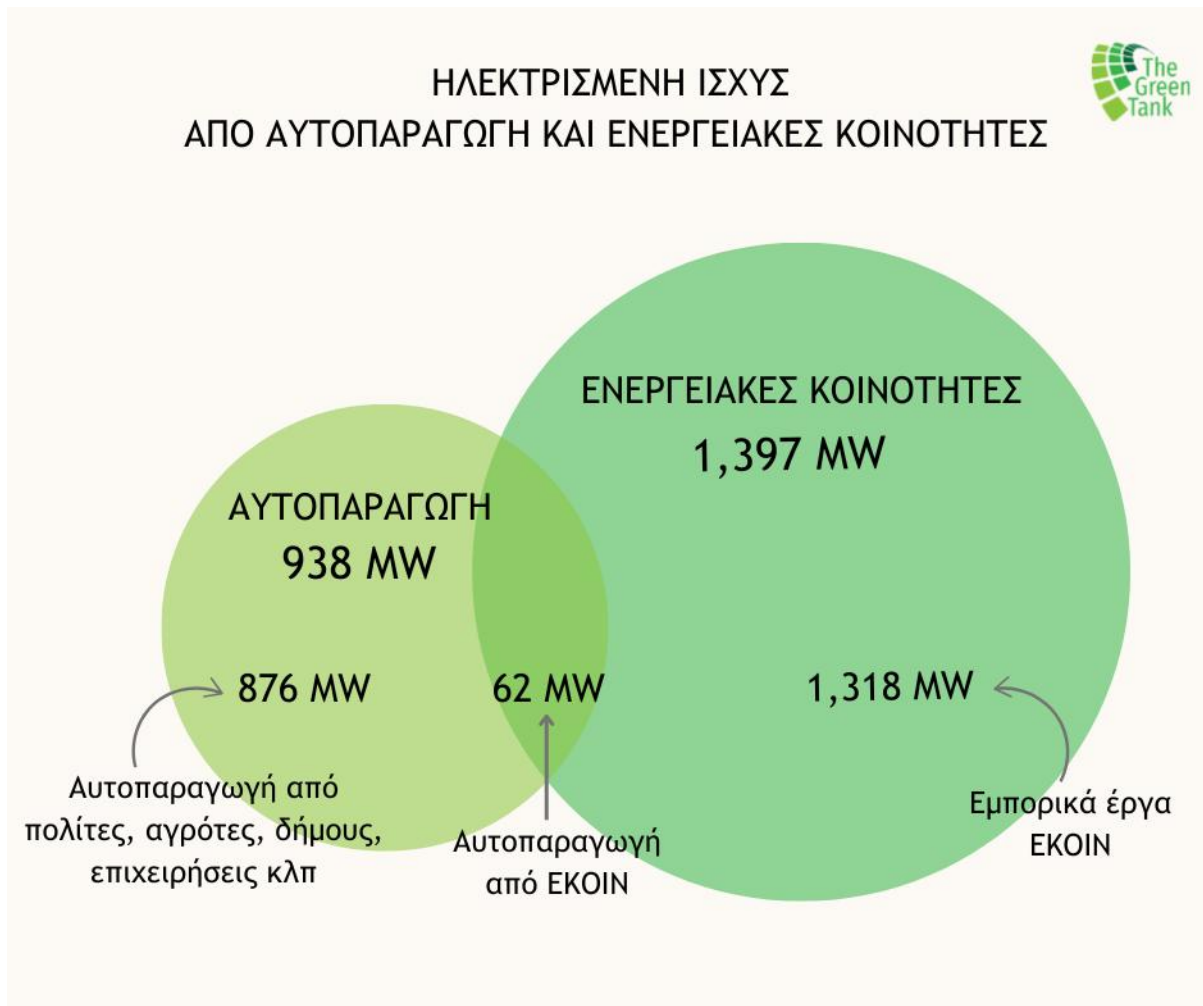 ΗΛΕΚΤΡΙΣΜΕΝΗ ΙΣΧΥΣ
ΑΠΟ ΑΥΤΟΠΑΡΑΓΩΓΗ ΚΑΙ ΕΝΕΡΓΕΙΑΚΕΣ ΚΟΙΝΟΤΗΤΕΣ
The
Green
Tank
ΕΝΕΡΓΕΙΑΚΕΣ ΚΟΙΝΟΤΗΤΕΣ
1,397 MW
ΑΥΤΟΠΑΡΑΓΩΓΗ
938 MW
876 MW
62 MW
1,318 MW
Αυτοπαραγωγή από
πολίτες, αγρότες, δήμους,
επιχειρήσεις κλπ
Αυτοπαραγωγή
από ΕΚΟΙΝ
Εμπορικά έργα
ΕΚΟΙΝ